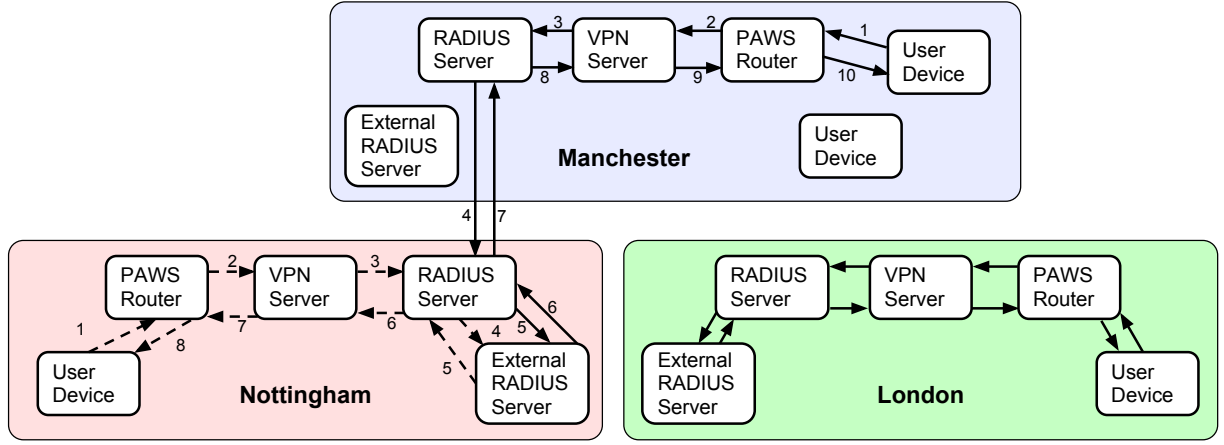 RADIUS
Server
3
8
VPN
Server
2
9
PAWS
Router
1
10
User
Device
External
RADIUS
Server
User
Device
Manchester
4
7
PAWS
Router
2
7
VPN
Server
3
6
RADIUS
Server
1
8
4
5
6
5
User
Device
External
RADIUS
Server
Nottingham
RADIUS
Server
VPN
Server
PAWS
Router
External
RADIUS
Server
User
Device
London